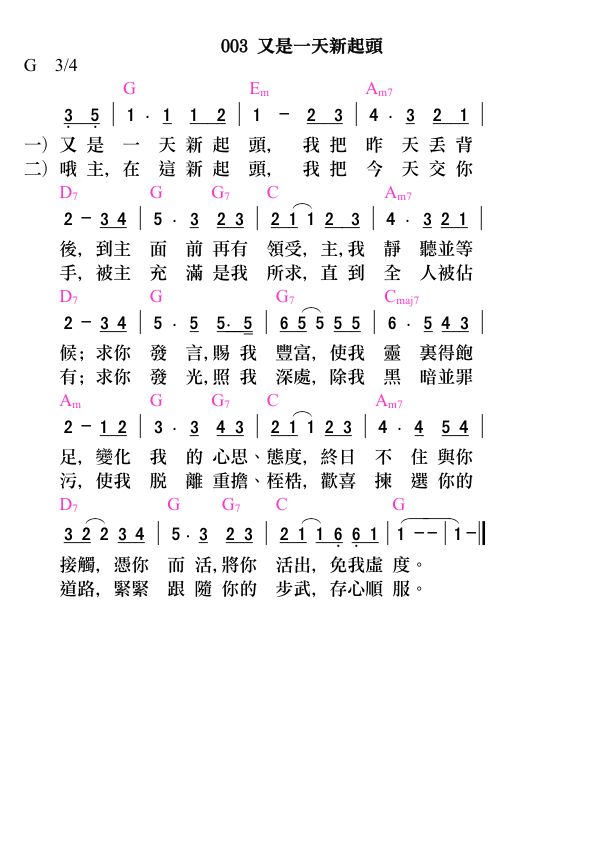 003 又是一天新起頭
G 3/4
G Em Am7
3 5 | 1 . 1 1 2 | 1 - 2 3 | 4 . 3 2 1 |
一) 又 是 一 天 新 起 頭, 我 把 昨 天 丟 背
二) 哦 主, 在 這 新 起 頭, 我 把 今 天 交 你
D7 G G7 C Am7
2 - 3 4 | 5 . 3 2 3 | 2 1 1 2 3 | 4 . 3 2 1 |
後, 到主 面 前 再有 領受, 主,我 靜 聽並等
手, 被主 充 滿 是我 所求, 直 到 全 人被佔
D7 G G7 Cmaj7
2 - 3 4 | 5 . 5 5. 5 | 6 5 5 5 5 | 6 . 5 4 3 |
候; 求你 發 言,賜 我 豐富, 使我 靈 裏得飽
有; 求你 發 光,照 我 深處, 除我 黑 暗並罪
Am G G7 C Am7
2 - 1 2 | 3 . 3 4 3 | 2 1 1 2 3 | 4 . 4 5 4 |
足, 變化 我 的 心思、態度, 終日 不 住 與你
污, 使我 脫 離 重擔、桎梏, 歡喜 揀 選 你的
D7 G G7 C G
3 2 2 3 4 | 5 . 3 2 3 | 2 1 1 6 6 1 | 1 - - | 1 - ‖
接觸, 憑你 而 活,將你 活出, 免我虛 度。
道路, 緊緊 跟 隨 你的 步武, 存心順 服。